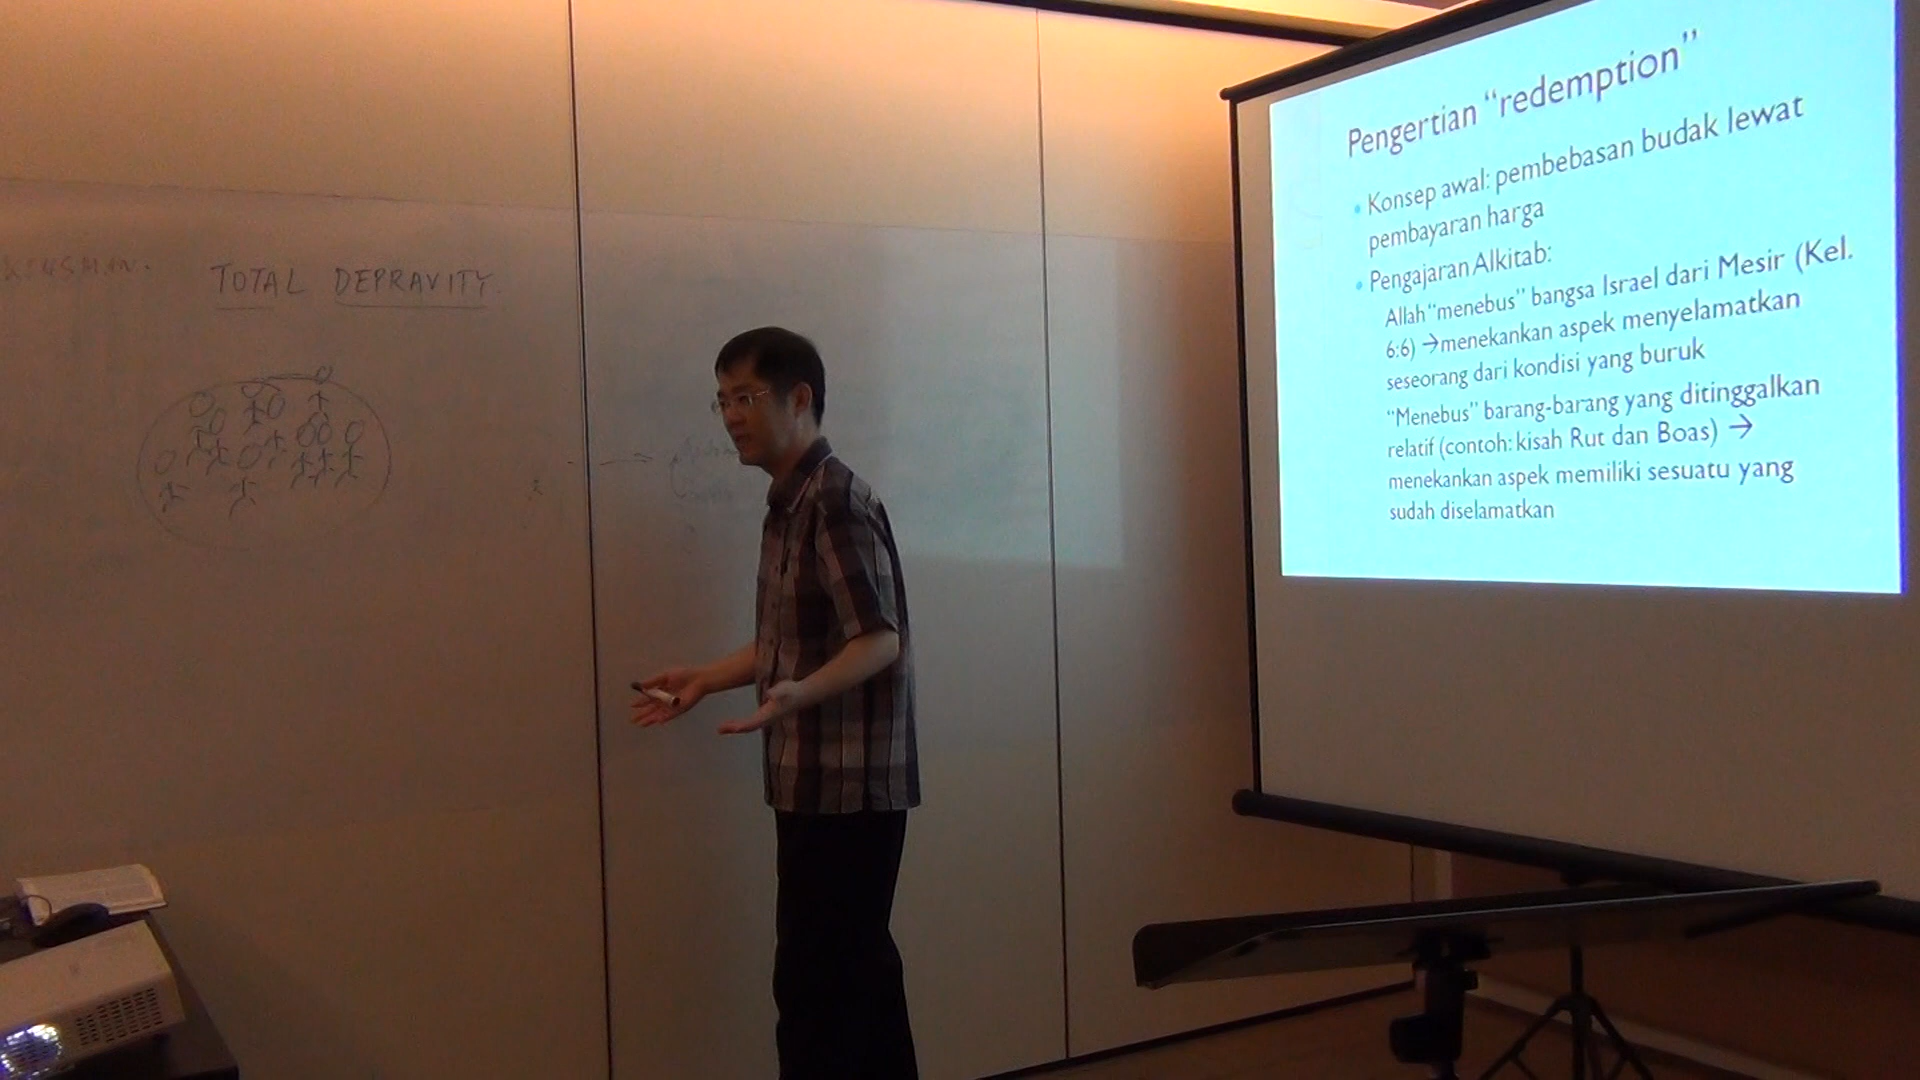 TOTAL DEPRAVITY.
Pengertian “redemption”
• Konsep awal: pembebasan budak lewat
pembayaran harga
• Pengajaran Alkitab:
Allah “menebus” bangsa Israel dari Mesir (Kel.
6:6) →menekankan aspek menyelamatkan
seseorang dari kondisi yang buruk
“Menebus” barang-barang yang ditinggalkan
relatif (contoh: kisah Rut dan Boas) →
menekankan aspek memiliki sesuatu yang
sudah diselamatkan